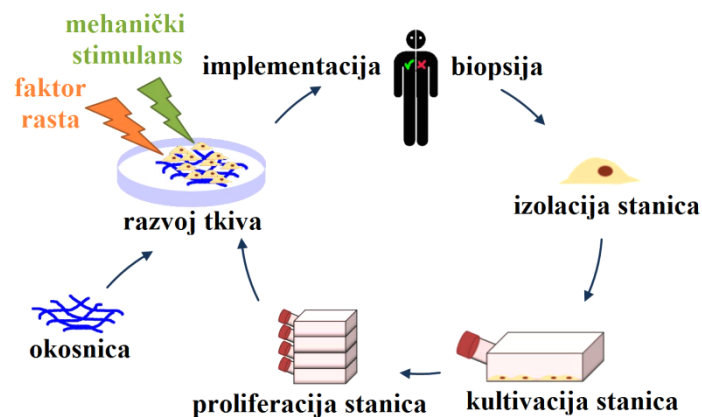 mehanički
stimulans
faktor
rasta
implementacija
biopsija
izolacija stanica
kultivacija stanica
proliferacija stanica
razvoj tkiva
okosnica